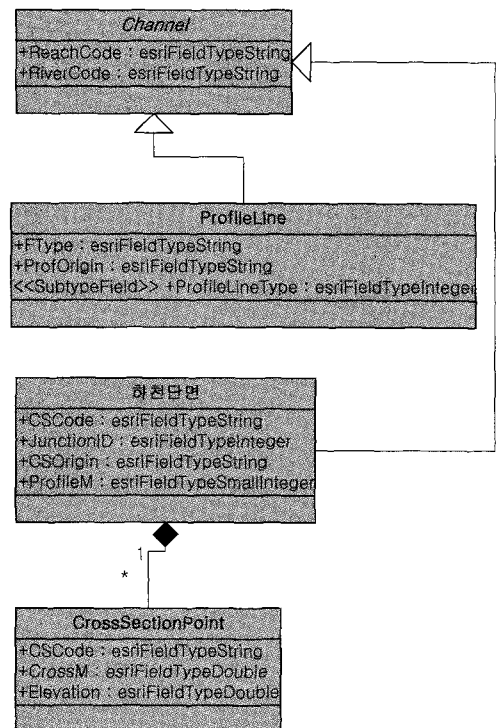 Channel
+ReachCode : esriFieldTypeString
+RiverCode : esriFieldTypeString
ProfileLine
+FType : esriFieldTypeString
+ProfOrigin : esriFieldTypeString
<<SubtypeField>> +ProfileLineType : esriFieldTypeInteger
하천단면
+CSCode : esriFieldTypeString
+JunctionID : esriFieldTypeInteger
+CSOrigin : esriFieldTypeString
+ProfileM : esriFieldTypeSmallInteger
1
*
CrossSectionPoint
+CSCode : esriFieldTypeString
+CrossM : esriFieldTypeDouble
+Elevation : esriFieldTypeDouble